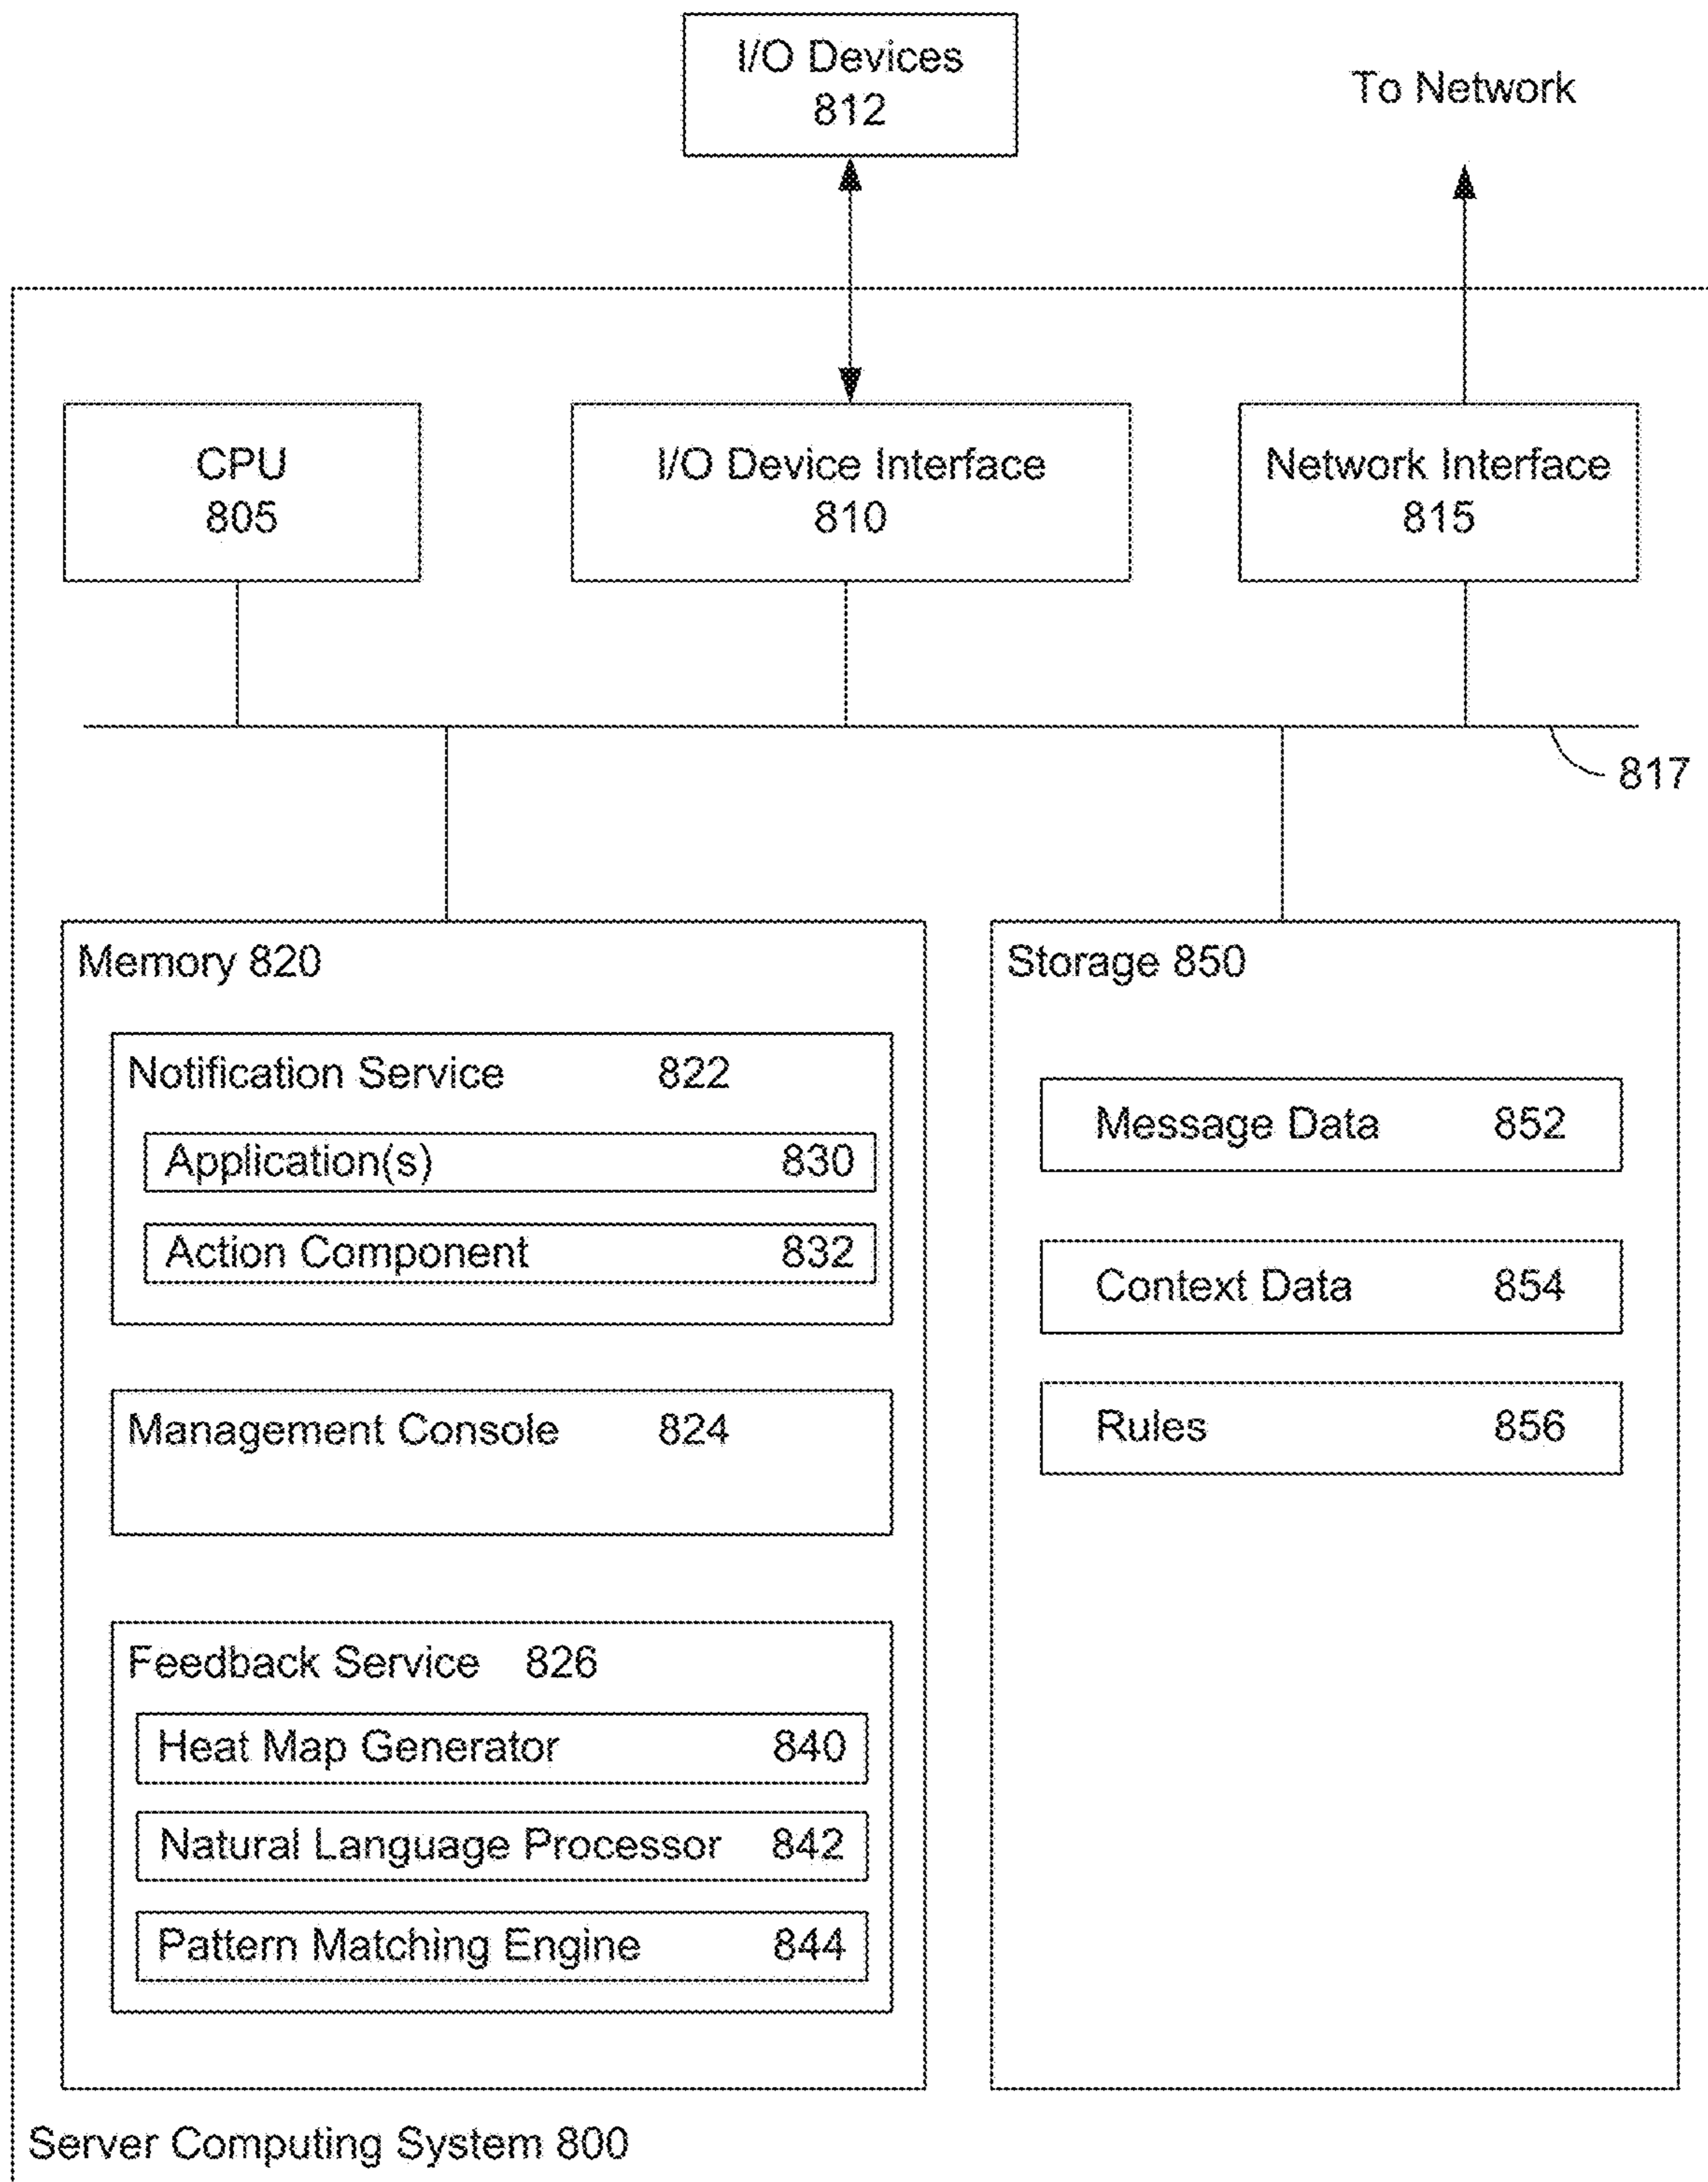 I/O Devices
812
To Network
CPU
805
I/O Device Interface
810
Network Interface
815
817
Memory 820
Notification Service 822
Application(s) 830
Action Component 832
Management Console 824
Feedback Service 826
Heat Map Generator 840
Natural Language Processor 842
Pattern Matching Engine 844
Storage 850
Message Data 852
Context Data 854
Rules 856
Server Computing System 800